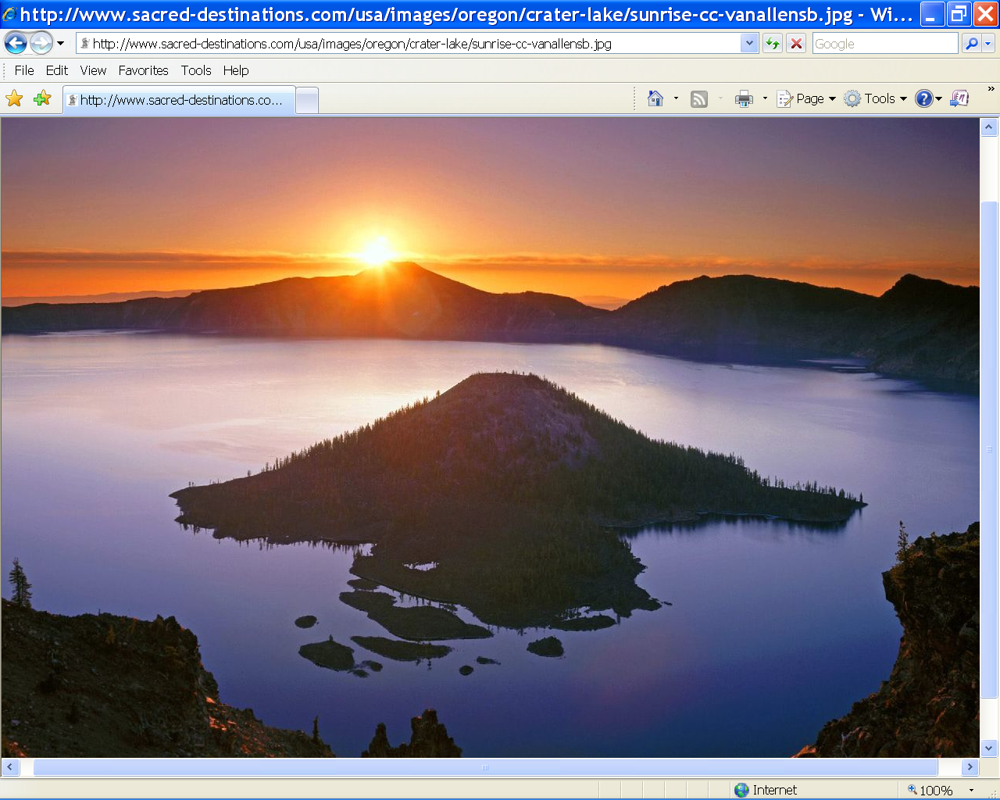 http://www.sacred-destinations.com/usa/images/oregon/crater-lake/sunrise-cc-vanallensb.jpg - Wi...
http://www.sacred-destinations.com/usa/images/oregon/crater-lake/sunrise-cc-vanallensb.jpg
Google
File Edit View Favorites Tools Help
http://www.sacred-destinations.co...
Page Tools
Internet
100%